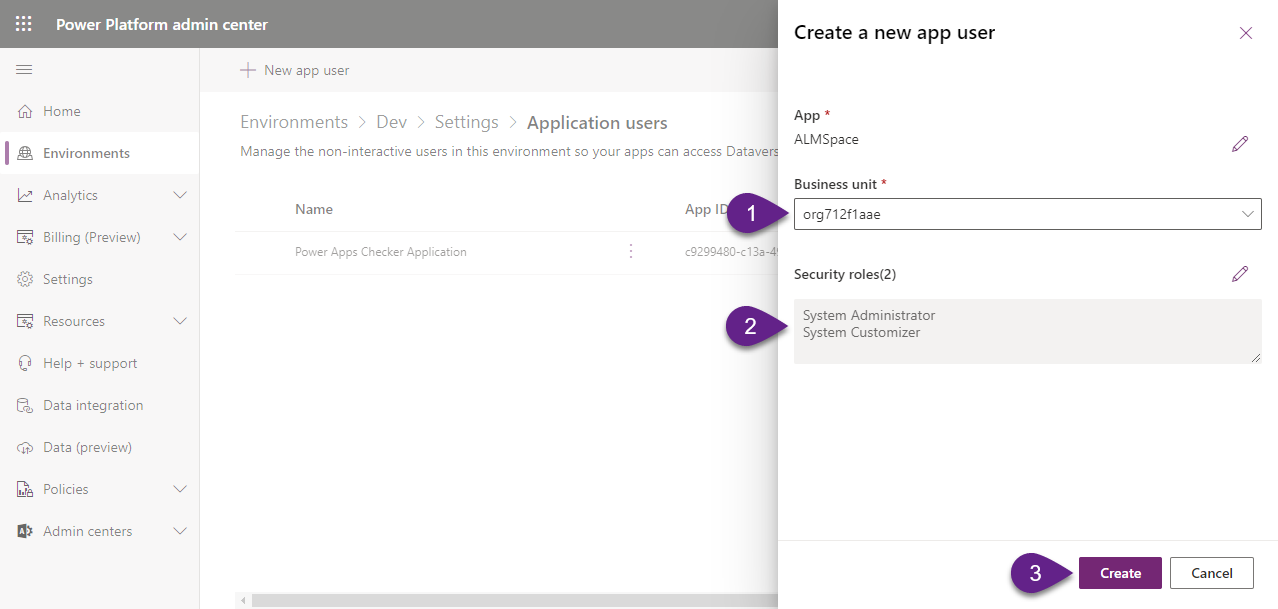 Power Platform admin center
Home
Environments
Analytics
Billing (Preview)
Settings
Resources
Help + support
Data integration
Data (preview)
Policies
Admin centers
New app user
Environments > Dev > Settings > Application users
Manage the non-interactive users in this environment so your apps can access Datavers
Name App ID
Power Apps Checker Application c9299480-c13a-49
Create a new app user
App *
ALMSpace
Business unit *
1 org712f1aae
Security roles(2)
2
System Administrator
System Customizer
3 Create Cancel